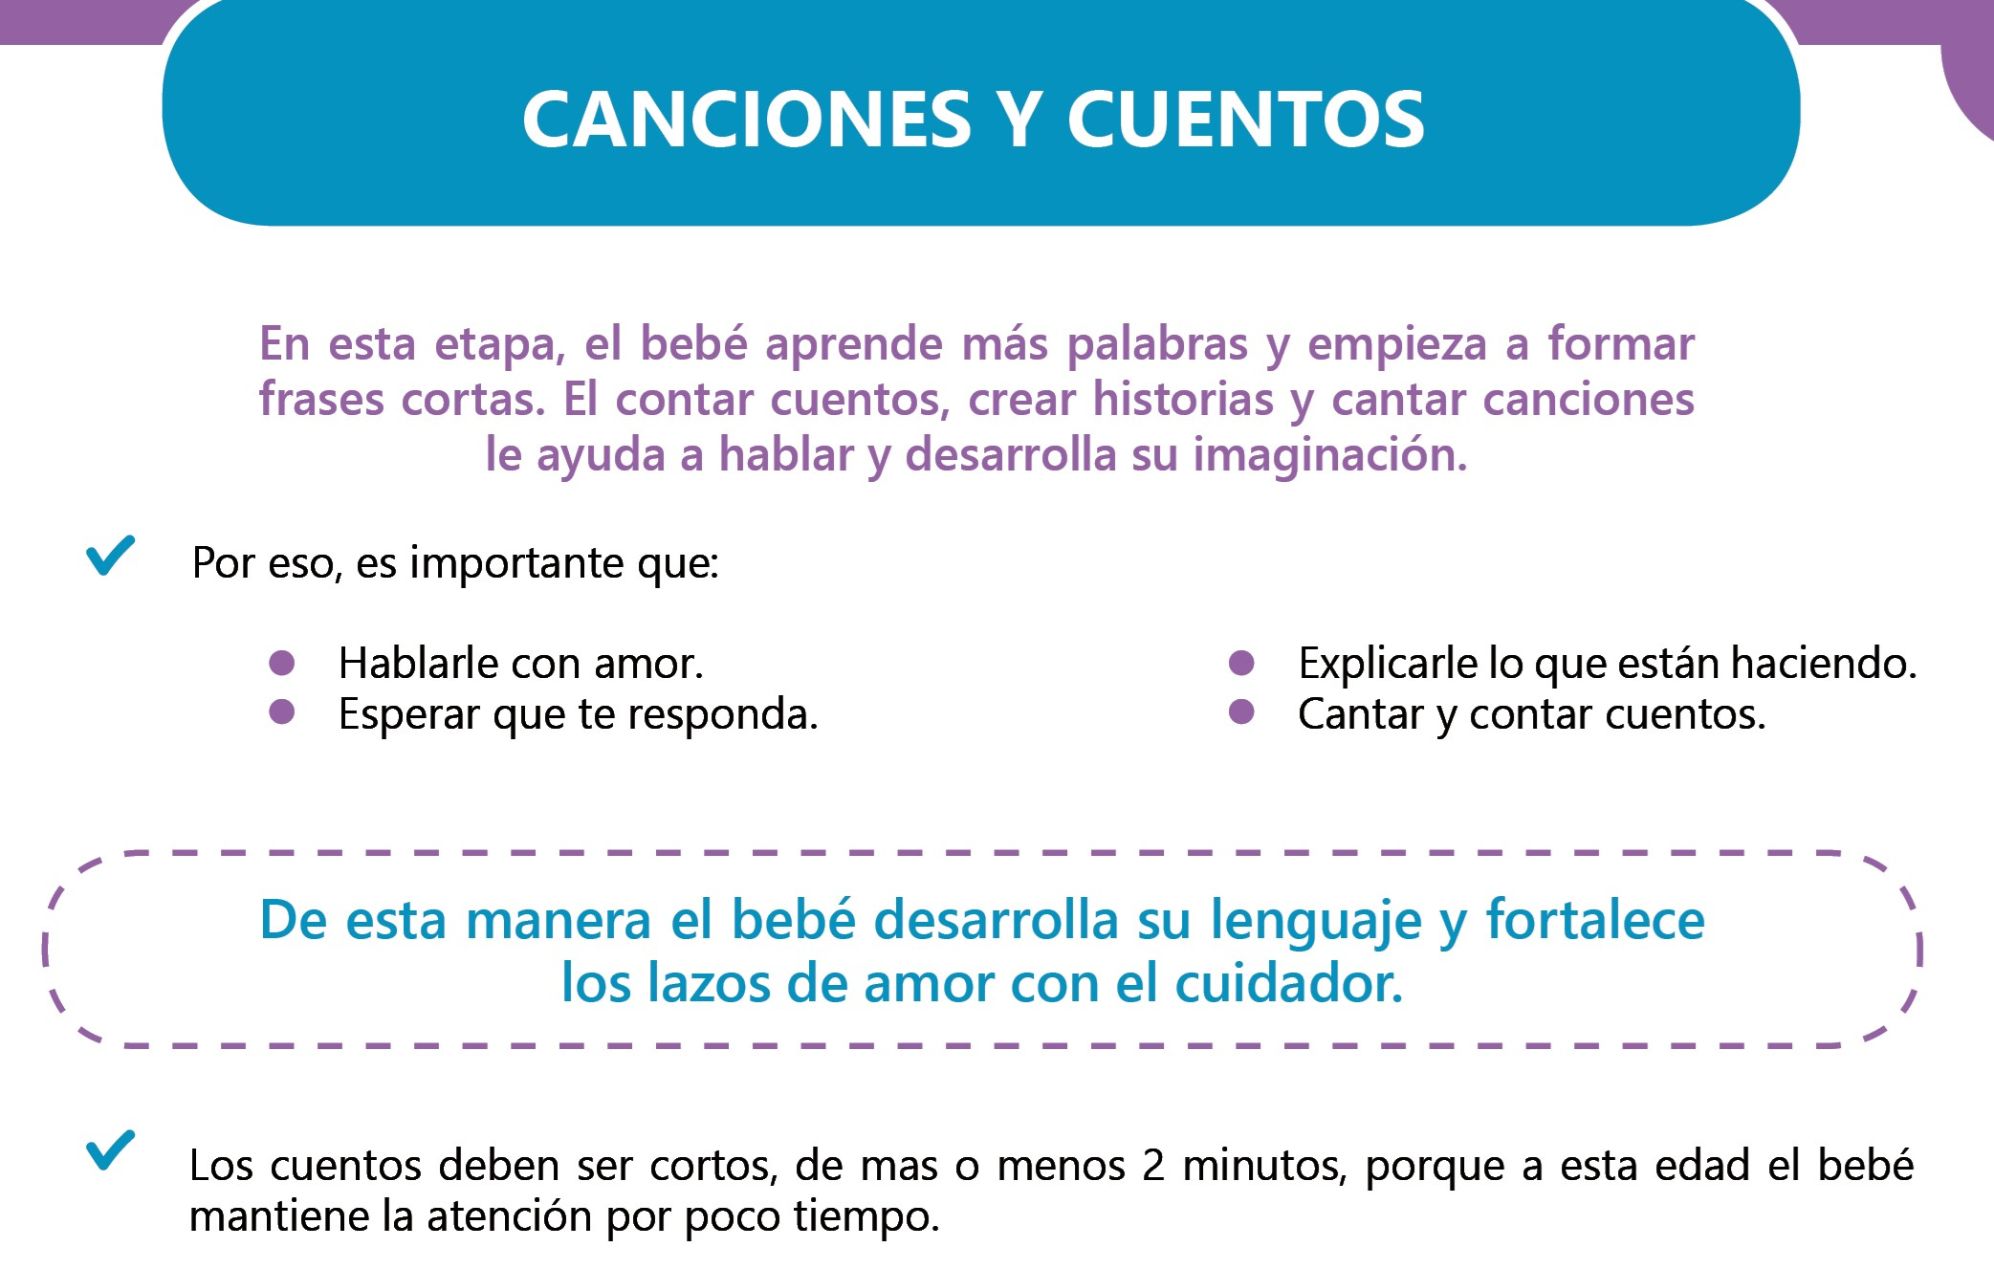 CANCIONES Y CUENTOS
En esta etapa, el bebé aprende más palabras y empieza a formar
frases cortas. El contar cuentos, crear historias y cantar canciones
le ayuda a hablar y desarrolla su imaginación.
Por eso, es importante que:
Hablarle con amor.
Esperar que te responda.
Explicarle lo que están haciendo.
Cantar y contar cuentos.
De esta manera el bebé desarrolla su lenguaje y fortalece
los lazos de amor con el cuidador.
Los cuentos deben ser cortos, de mas o menos 2 minutos, porque a esta edad el bebé
mantiene la atención por poco tiempo.